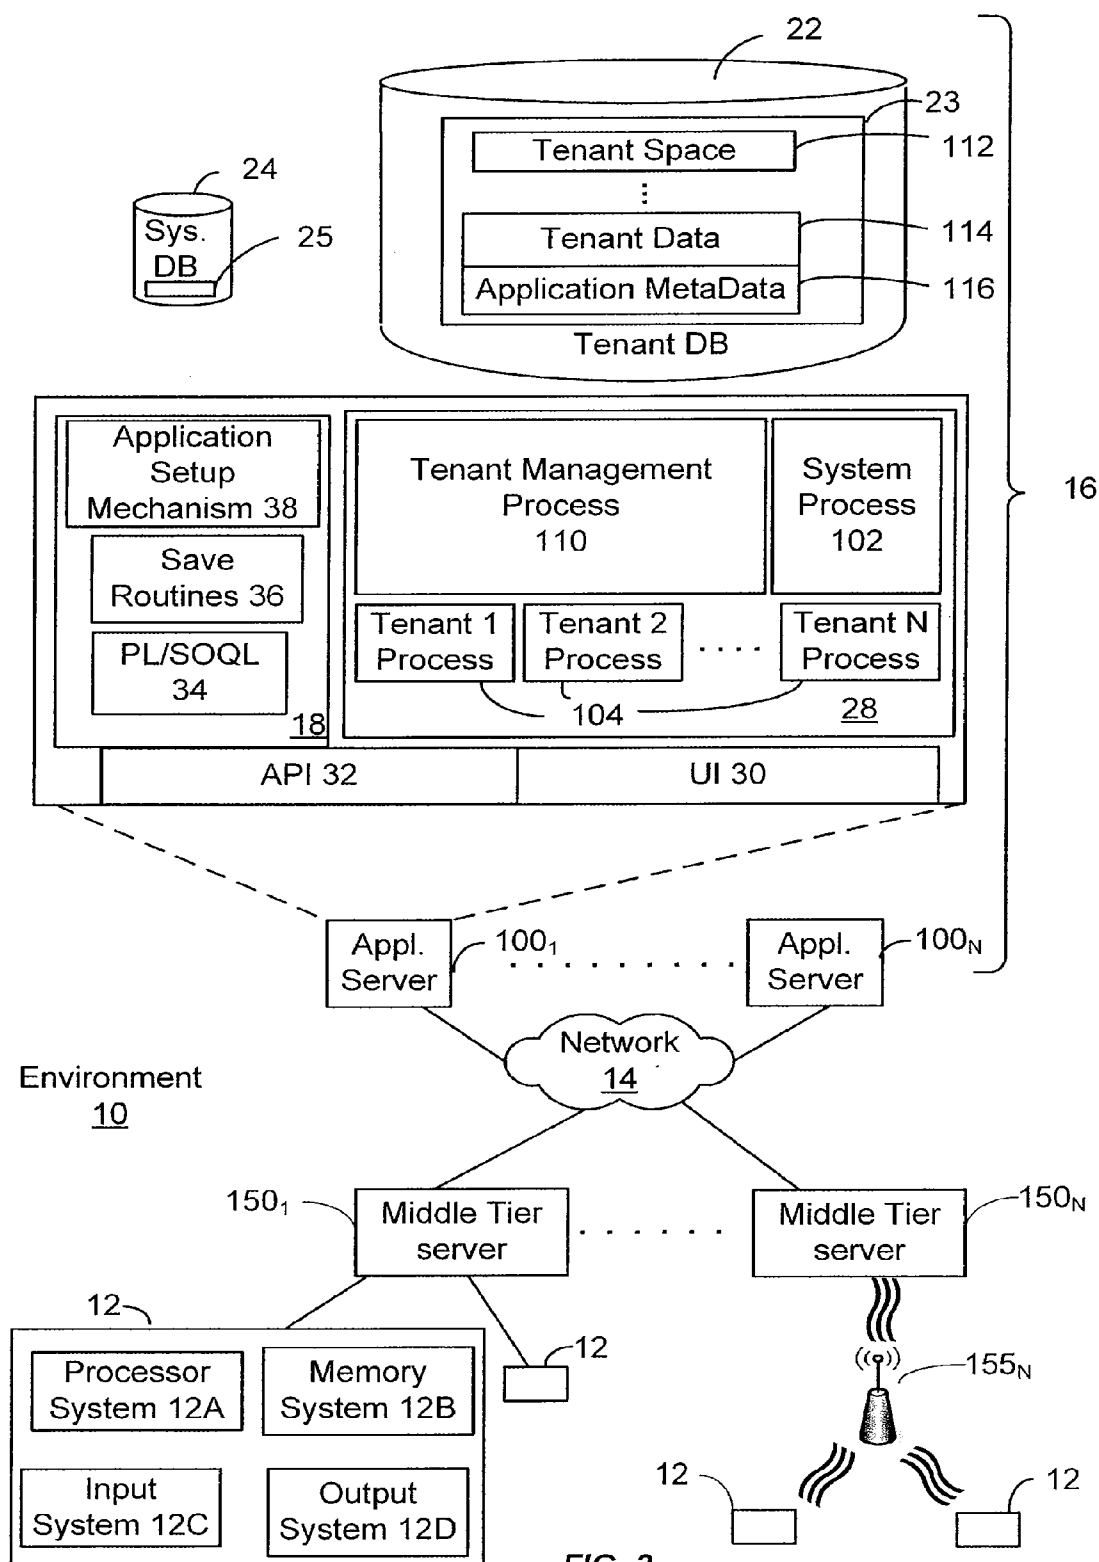 22
23
Tenant Space
112
24
Sys.
DB
25
Tenant Data
114
Application MetaData
116
Tenant DB
16
Application
Setup
Mechanism 38
Save
Routines 36
PL/SOQL
34
18
Tenant Management
Process
110
System
Process
102
Tenant 1
Process
Tenant 2
Process
. . . .
Tenant N
Process
104
28
API 32
UI 30
Appl.
Server
100₁
Appl.
Server
100N
Network
14
Environment
10
150₁
Middle Tier
server
Middle Tier
server
150N
12
Processor
System 12A
Memory
System 12B
Input
System 12C
Output
System 12D
12
155N
12
12
FIG. 2